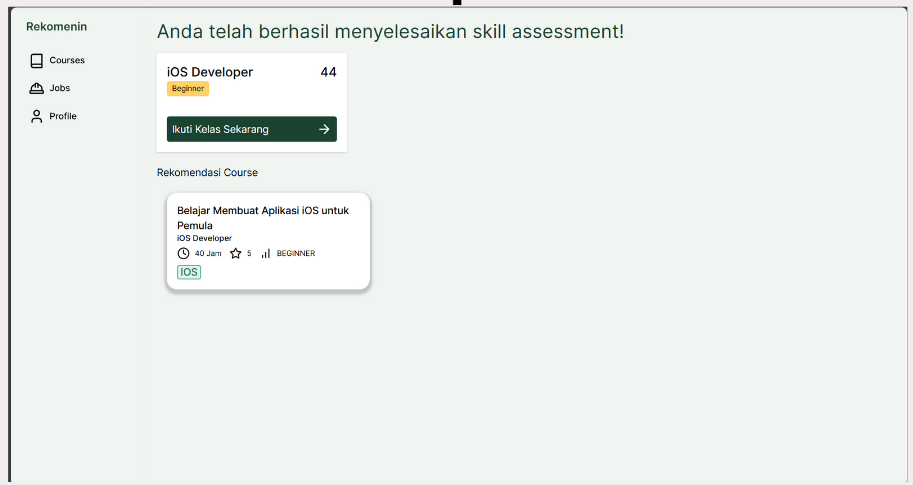 Rekomenin
Courses
Jobs
Profile
Anda telah berhasil menyelesaikan skill assessment!
iOS Developer 44
Beginner
Ikuti Kelas Sekarang
Rekomendasi Course
Belajar Membuat Aplikasi iOS untuk
Pemula
iOS Developer
40 Jam 5 BEGINNER
IOS